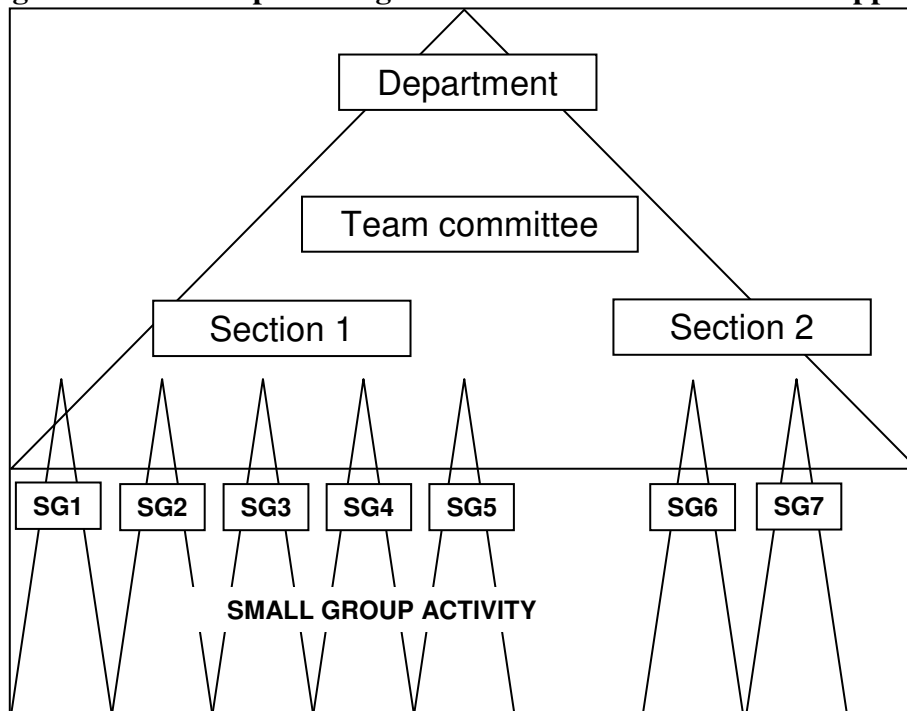 Department
Team committee
Section 1 Section 2
SG1 SG2 SG3 SG4 SG5 SG6 SG7
SMALL GROUP ACTIVITY